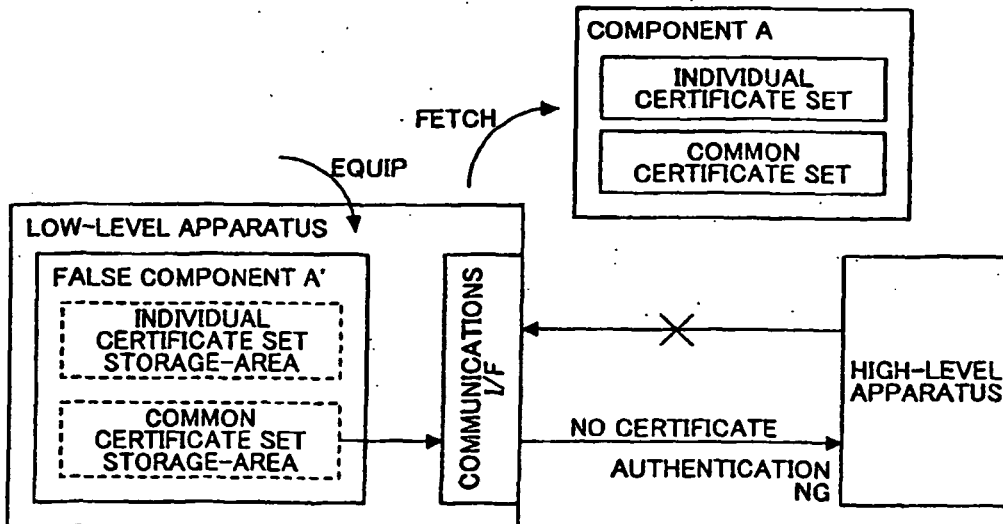 COMPONENT A
INDIVIDUAL
CERTIFICATE SET
COMMON
CERTIFICATE SET
FETCH
EQUIP
LOW-LEVEL APPARATUS
FALSE COMPONENT A'
INDIVIDUAL
CERTIFICATE SET
STORAGE-AREA
COMMON
CERTIFICATE SET
STORAGE-AREA
COMMUNICATIONS
I/F
HIGH-LEVEL
APPARATUS
NO CERTIFICATE
AUTHENTICATION
NG